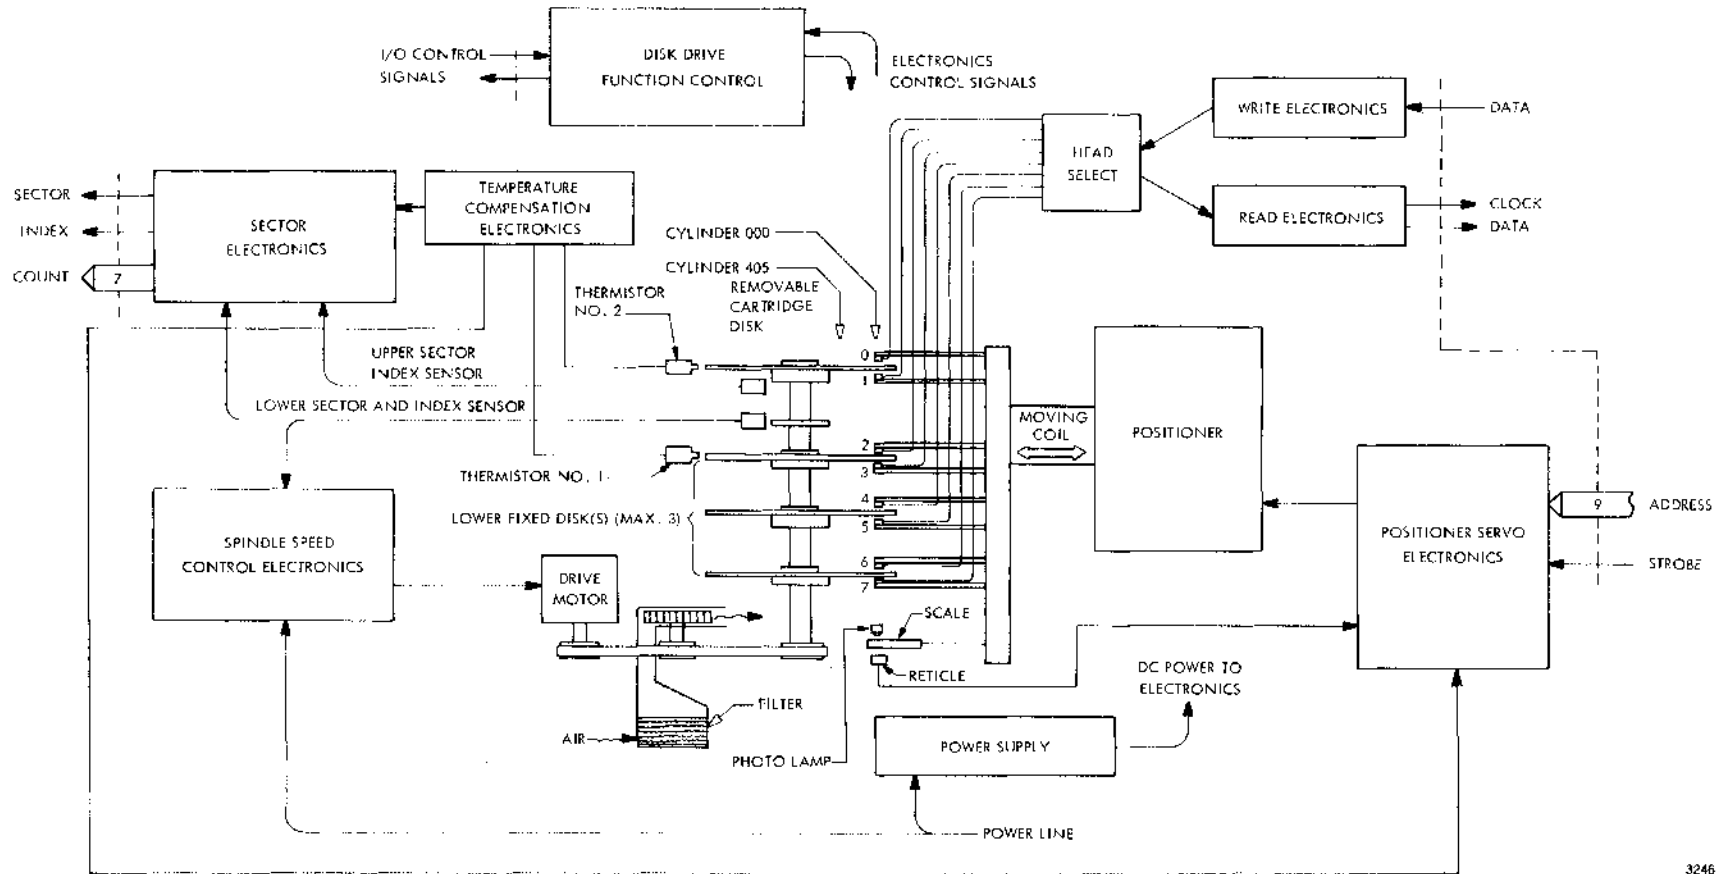 I/O CONTROL
SIGNALS
DISK DRIVE
FUNCTION CONTROL
ELECTRONICS
CONTROL SIGNALS
WRITE ELECTRONICS
DATA
HEAD
SELECT
READ ELECTRONICS
CLOCK
DATA
SECTOR
INDEX
COUNT
7
SECTOR
ELECTRONICS
TEMPERATURE
COMPENSATION
ELECTRONICS
CYLINDER 000
CYLINDER 405
REMOVABLE
CARTRIDGE
DISK
THERMISTOR
NO. 2
UPPER SECTOR
INDEX SENSOR
LOWER SECTOR AND INDEX SENSOR
0
1
2
3
4
5
6
7
MOVING
COIL
POSITIONER
THERMISTOR NO. 1
LOWER FIXED DISK(S) (MAX. 3)
SPINDLE SPEED
CONTROL ELECTRONICS
DRIVE
MOTOR
POSITIONER SERVO
ELECTRONICS
9
ADDRESS
STROBE
SCALE
RETICLE
DC POWER TO
ELECTRONICS
FILTER
AIR
PHOTO LAMP
POWER SUPPLY
POWER LINE
3246